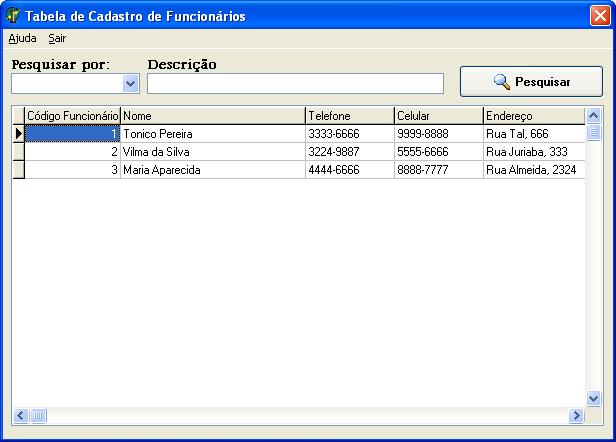 Tabela de Cadastro de Funcionários
Ajuda Sair
Pesquisar por: Descrição
Pesquisar
Código Funcionário Nome Telefone Celular Endereço
1 Tonico Pereira 3333-6666 9999-8888 Rua Tal, 666
2 Vilma da Silva 3224-9887 5555-6666 Rua Juriaba, 333
3 Maria Aparecida 4444-6666 8888-7777 Rua Almeida, 2324